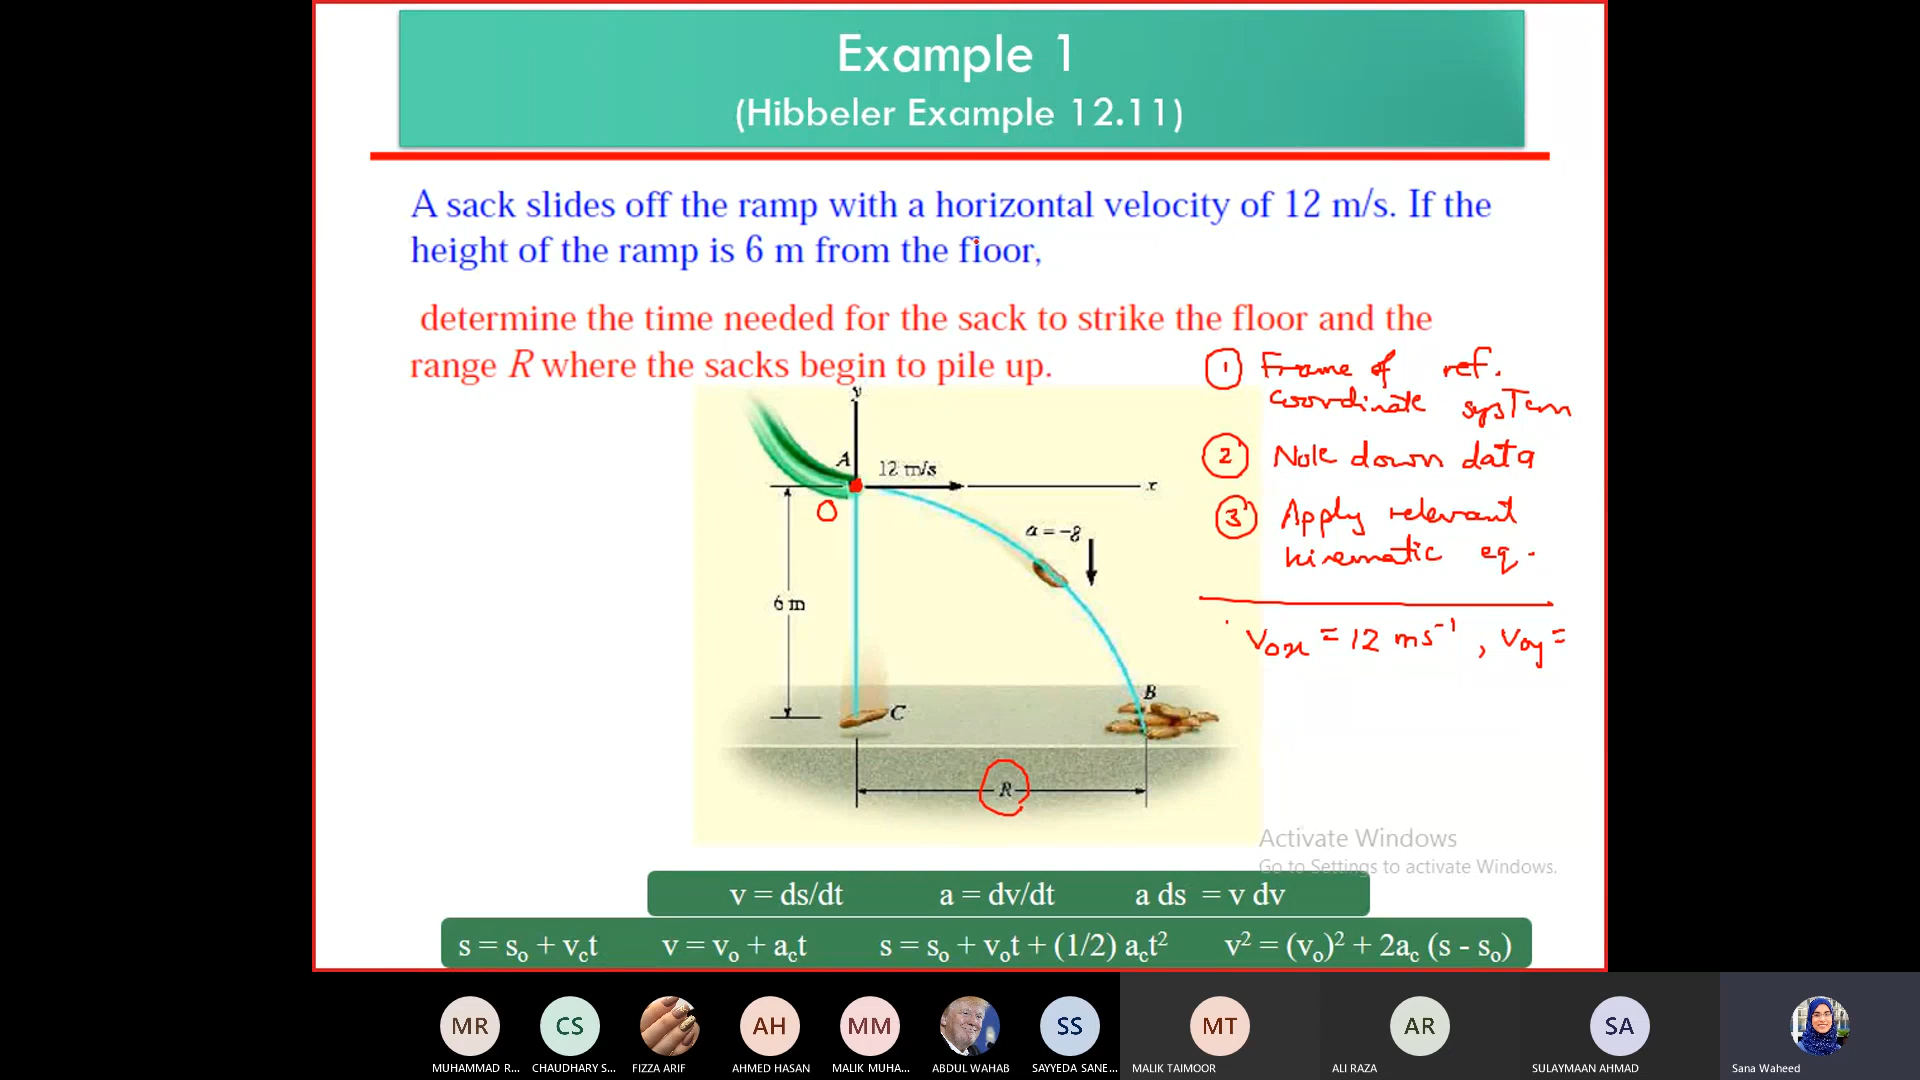 Example 1
(Hibbeler Example 12.11)
A sack slides off the ramp with a horizontal velocity of 12 m/s. If the
height of the ramp is 6 m from the floor,
determine the time needed for the sack to strike the floor and the
range R where the sacks begin to pile up.
① Frame of ref.
coordinate system
② Note down data
③ Apply relevant
kinematic eq.
v₀ₓ = 12 ms⁻¹, v₀y =
y
A
12 m/s
x
O
a = -g
6 m
B
C
R
Activate Windows
Go to Settings to activate Windows.
v = ds/dt a = dv/dt a ds = v dv
s = sₒ + v꜀t v = vₒ + a꜀t s = sₒ + vₒt + (1/2) a꜀t² v² = (vₒ)² + 2a꜀ (s - sₒ)
MR CS AH MM SS MT AR SA
MUHAMMAD R... CHAUDHARY S... FIZZA ARIF AHMED HASAN MALIK MUHA... ABDUL WAHAB SAYYEDA SANE... MALIK TAIMOOR ALI RAZA SULAYMAAN AHMAD Sana Waheed